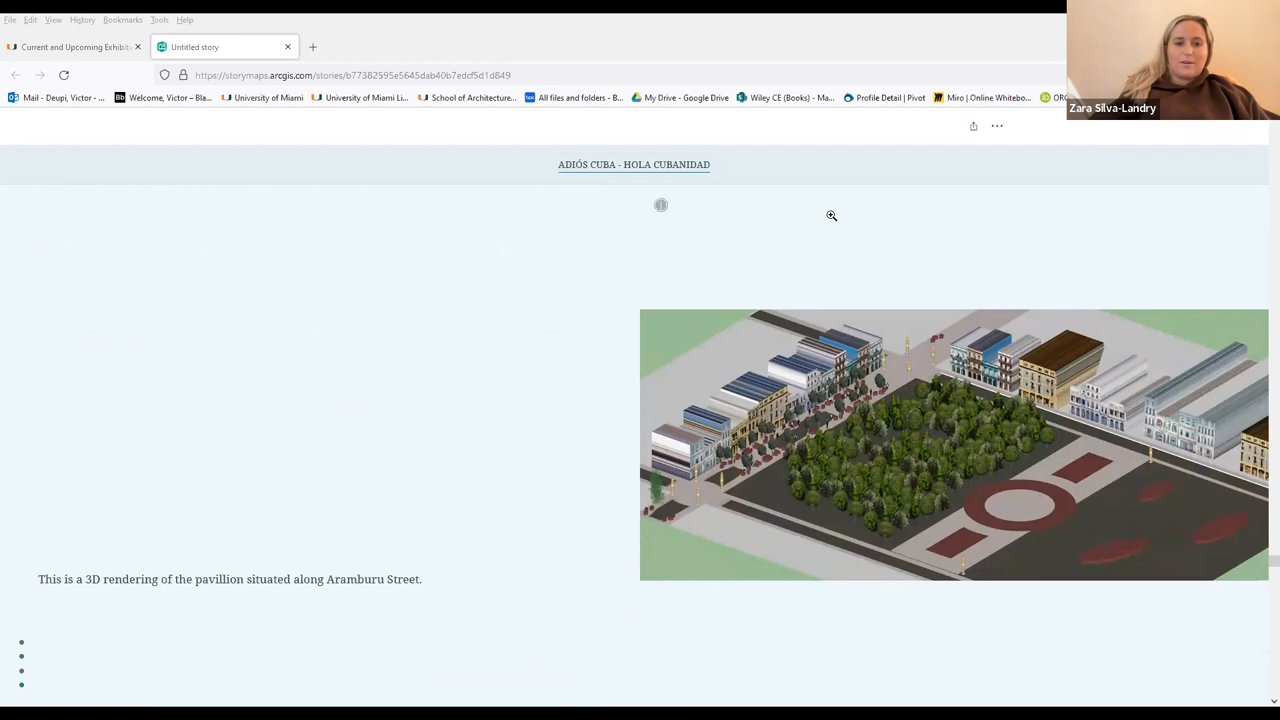 File Edit View History Bookmarks Tools Help
Current and Upcoming Exhibiti
Untitled story
https://storymaps.arcgis.com/stories/b77382595e5645dab40b7edcf5d1d849
Mail - Deupi, Victor - ...
Welcome, Victor – Bla...
University of Miami
University of Miami Li...
School of Architecture...
All files and folders - B...
My Drive - Google Drive
Wiley CE (Books) - Ma...
Profile Detail | Pivot
Miro | Online Whitebo...
ORC
Zara Silva-Landry
ADIÓS CUBA - HOLA CUBANIDAD
This is a 3D rendering of the pavillion situated along Aramburu Street.